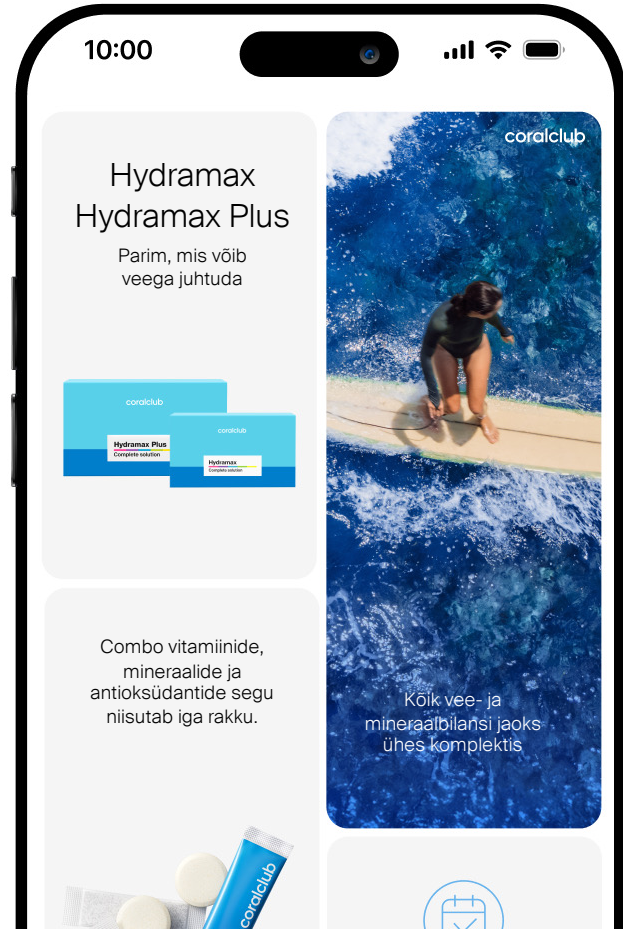 10:00
Hydramax
Hydramax Plus
Parim, mis võib
veega juhtuda
coralclub
Hydramax Plus
Complete solution
coralclub
Hydramax
Complete solution
coralclub
Kõik vee- ja
mineraalbilansi jaoks
ühes komplektis
Combo vitamiinide,
mineraalide ja
antioksüdantide segu
niisutab iga rakku.
coralclub